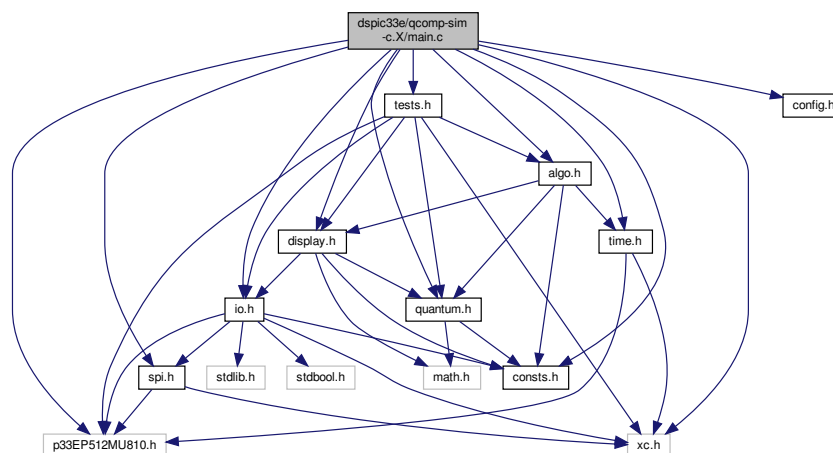 dspic33e/qcomp-sim
-c.X/main.c
tests.h
config.h
algo.h
display.h
time.h
io.h
quantum.h
spi.h
stdlib.h
stdbool.h
math.h
consts.h
p33EP512MU810.h
xc.h